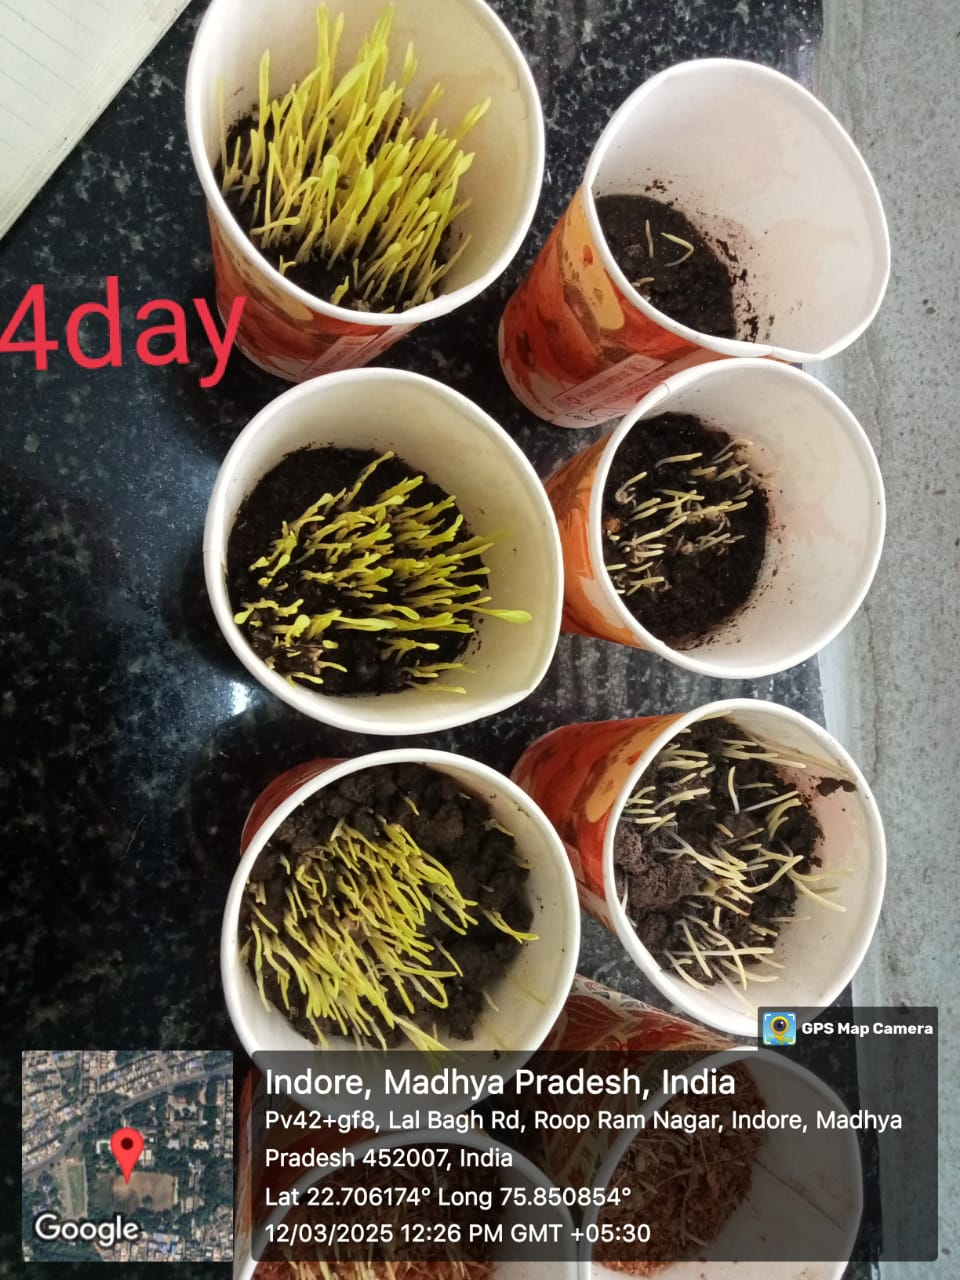 4day
GPS Map Camera
Indore, Madhya Pradesh, India
Pv42+gf8, Lal Bagh Rd, Roop Ram Nagar, Indore, Madhya
Pradesh 452007, India
Lat 22.706174° Long 75.850854°
12/03/2025 12:26 PM GMT +05:30
Google